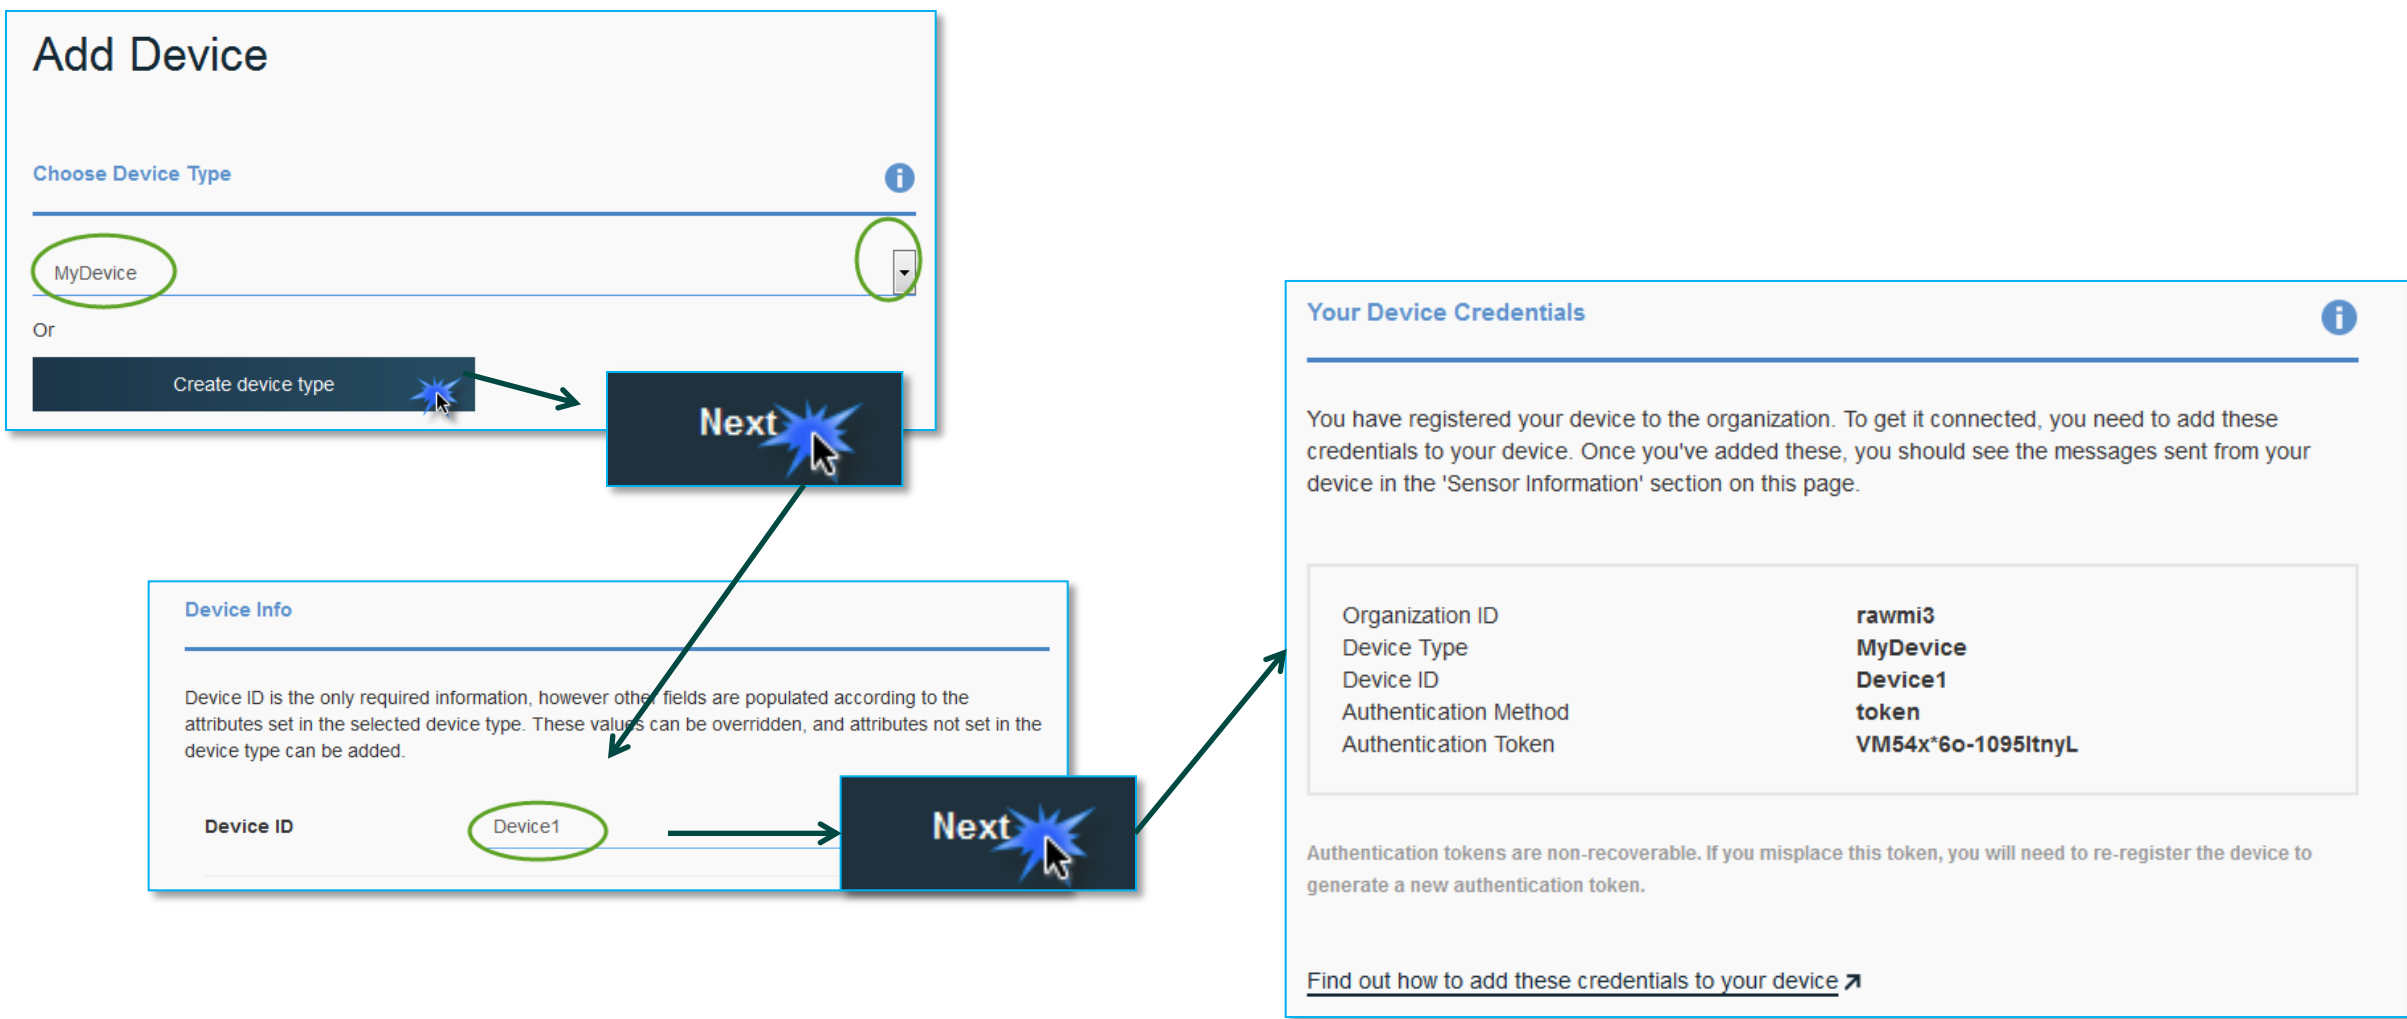 Add Device
Choose Device Type
MyDevice
Or
Create device type
Next
Device Info
Device ID is the only required information, however other fields are populated according to the
attributes set in the selected device type. These values can be overridden, and attributes not set in the
device type can be added.
Device ID Device1
Next
Your Device Credentials
You have registered your device to the organization. To get it connected, you need to add these
credentials to your device. Once you've added these, you should see the messages sent from your
device in the 'Sensor Information' section on this page.
Organization ID rawmi3
Device Type MyDevice
Device ID Device1
Authentication Method token
Authentication Token VM54x*6o-1095ltnyL
Authentication tokens are non-recoverable. If you misplace this token, you will need to re-register the device to
generate a new authentication token.
Find out how to add these credentials to your device